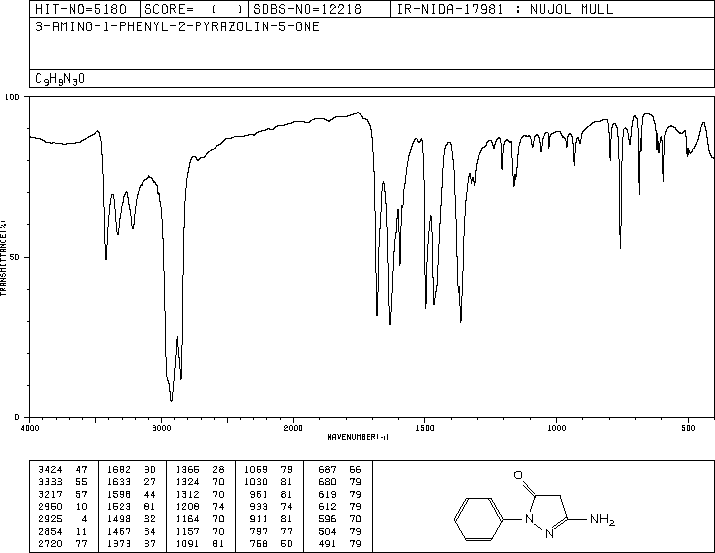 HIT-NO=5180 SCORE= ( ) SDBS-NO=12218 IR-NIDA-17981 : NUJOL MULL
3-AMINO-1-PHENYL-2-PYRAZOLIN-5-ONE
C9H9N3O
100
50
0
TRANSMITTANCE(%)
4000 3000 2000 1500 1000 500
WAVENUMBER(-1)
3424 47 1682 30 1366 28 1069 79 687 66
3333 55 1633 27 1324 70 1030 81 680 79
3217 57 1598 44 1312 70 961 81 619 79
2960 10 1523 81 1208 74 933 74 612 79
2925 4 1498 32 1164 70 911 81 596 70
2854 11 1467 34 1157 70 797 77 504 79
2720 77 1373 37 1091 81 758 50 491 79
O
N
N
NH2